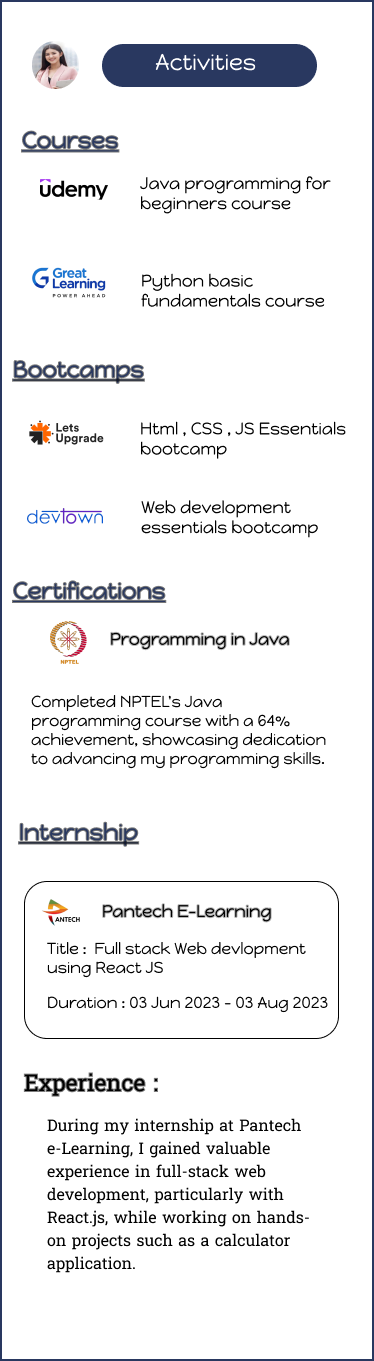 Activities
Courses
udemy
Java programming for
beginners course
Great
Learning
POWER AHEAD
Python basic
fundamentals course
Bootcamps
Lets
Upgrade
Html , CSS , JS Essentials
bootcamp
devtown
Web development
essentials bootcamp
Certifications
NPTEL
Programming in Java
Completed NPTEL's Java
programming course with a 64%
achievement, showcasing dedication
to advancing my programming skills.
Internship
PANTECH
Pantech E-Learning
Title : Full stack Web devlopment
using React JS
Duration : 03 Jun 2023 - 03 Aug 2023
Experience :
During my internship at Pantech
e-Learning, I gained valuable
experience in full-stack web
development, particularly with
React.js, while working on hands-
on projects such as a calculator
application.